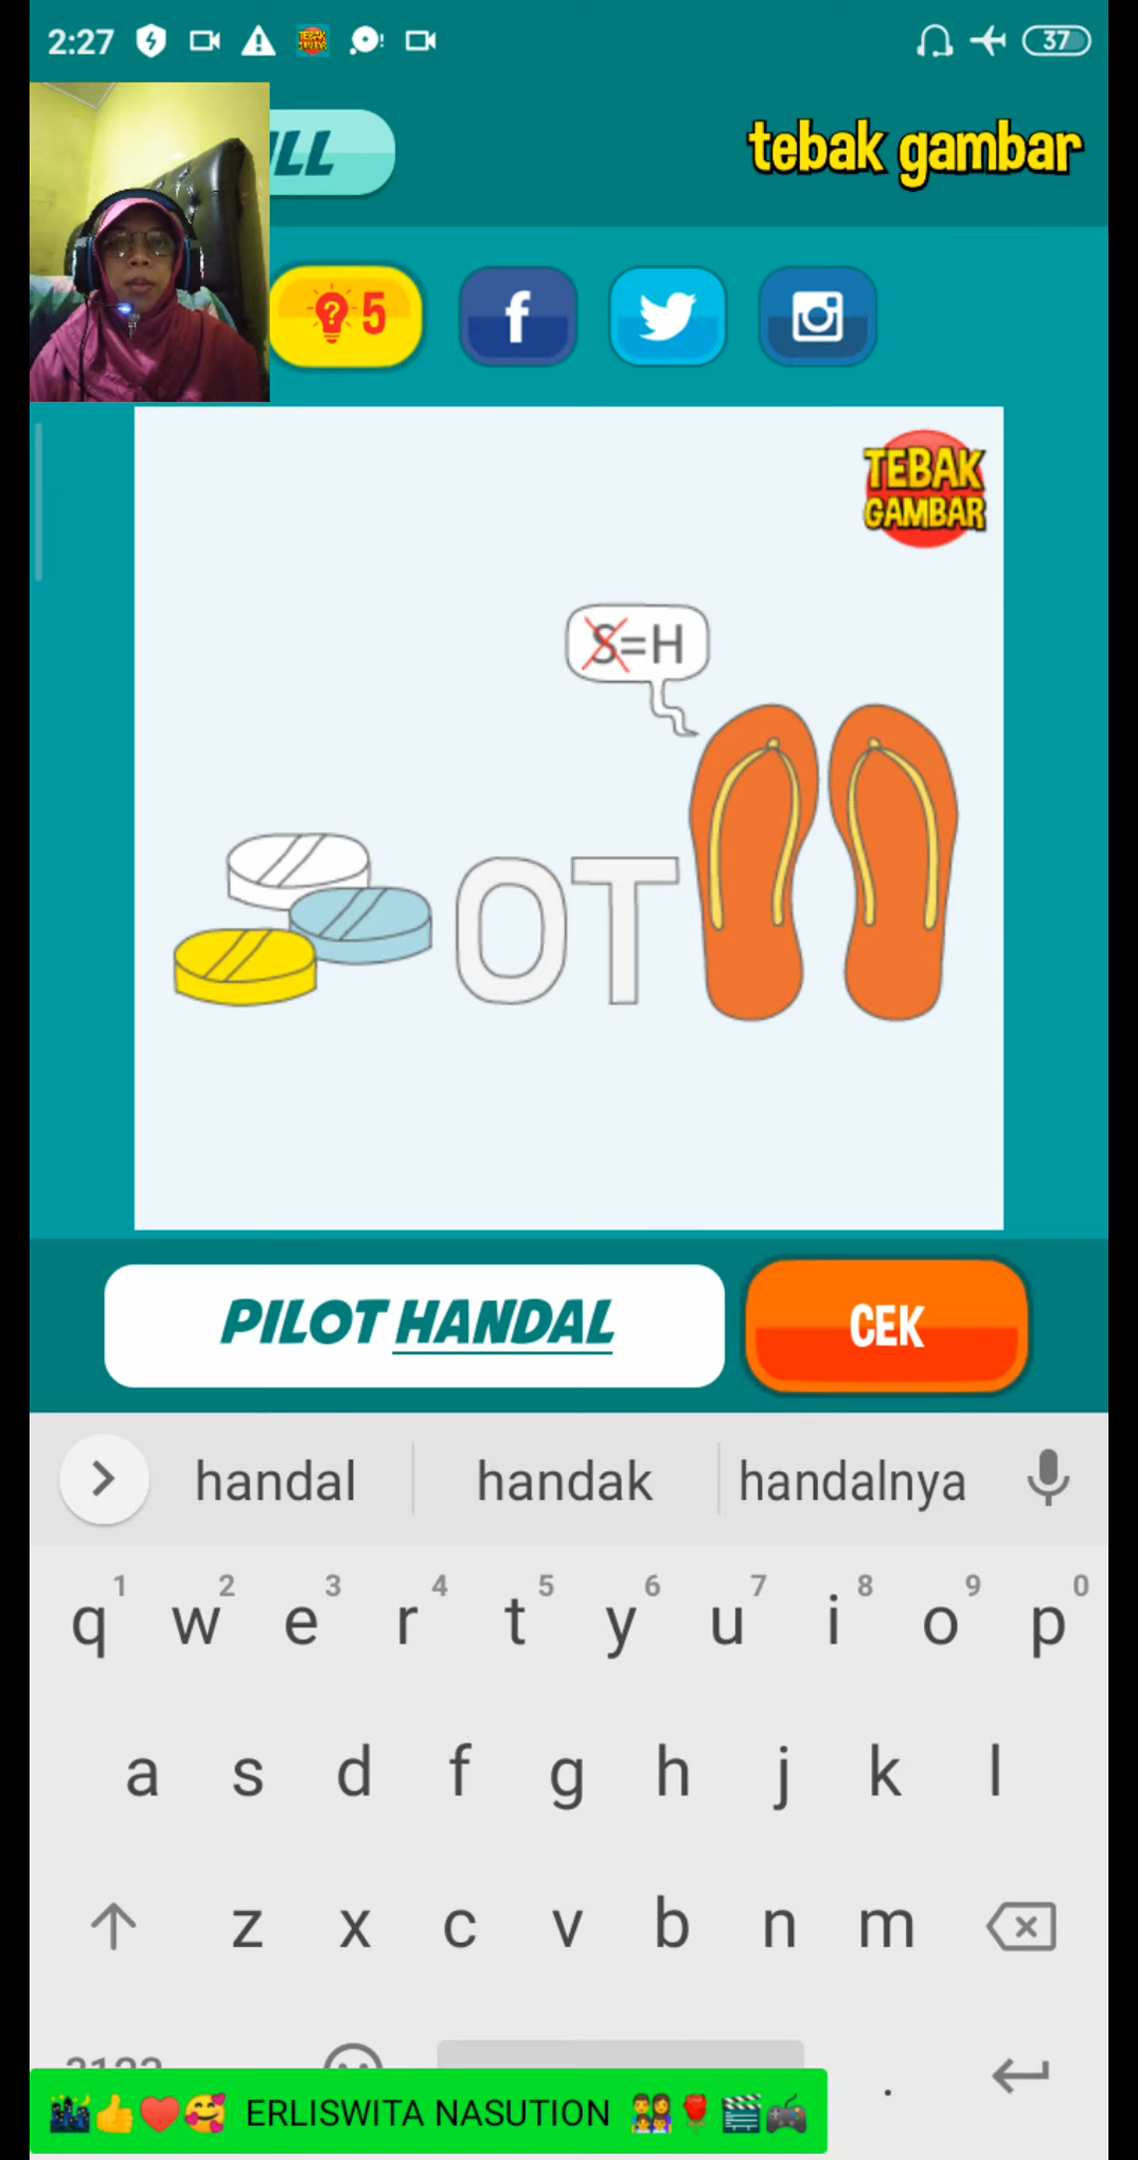 2:27
37
ILL
tebak gambar
5
TEBAK
GAMBAR
S=H
OT
PILOT HANDAL
CEK
handal handak handalnya
1 2 3 4 5 6 7 8 9 0
q w e r t y u i o p
a s d f g h j k l
z x c v b n m
.
ERLISWITA NASUTION